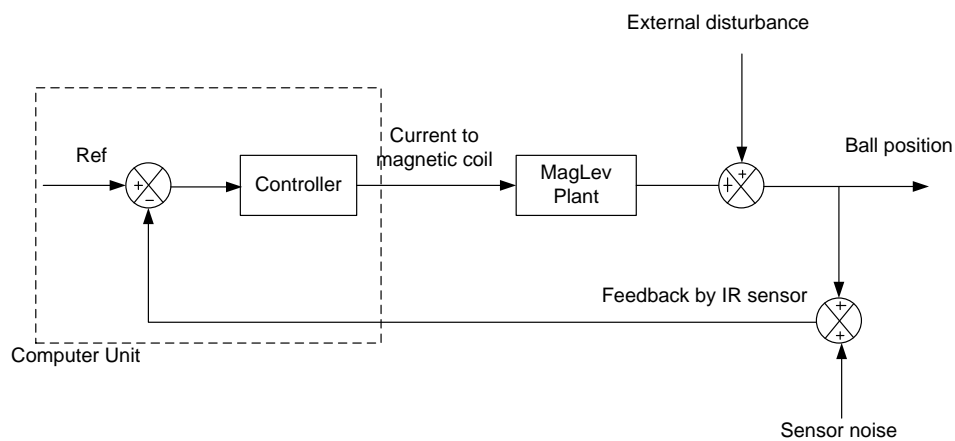 External disturbance
Ref
Current to
magnetic coil
Ball position
+
−
Controller
MagLev
Plant
+
+
Feedback by IR sensor
+
+
Computer Unit
Sensor noise